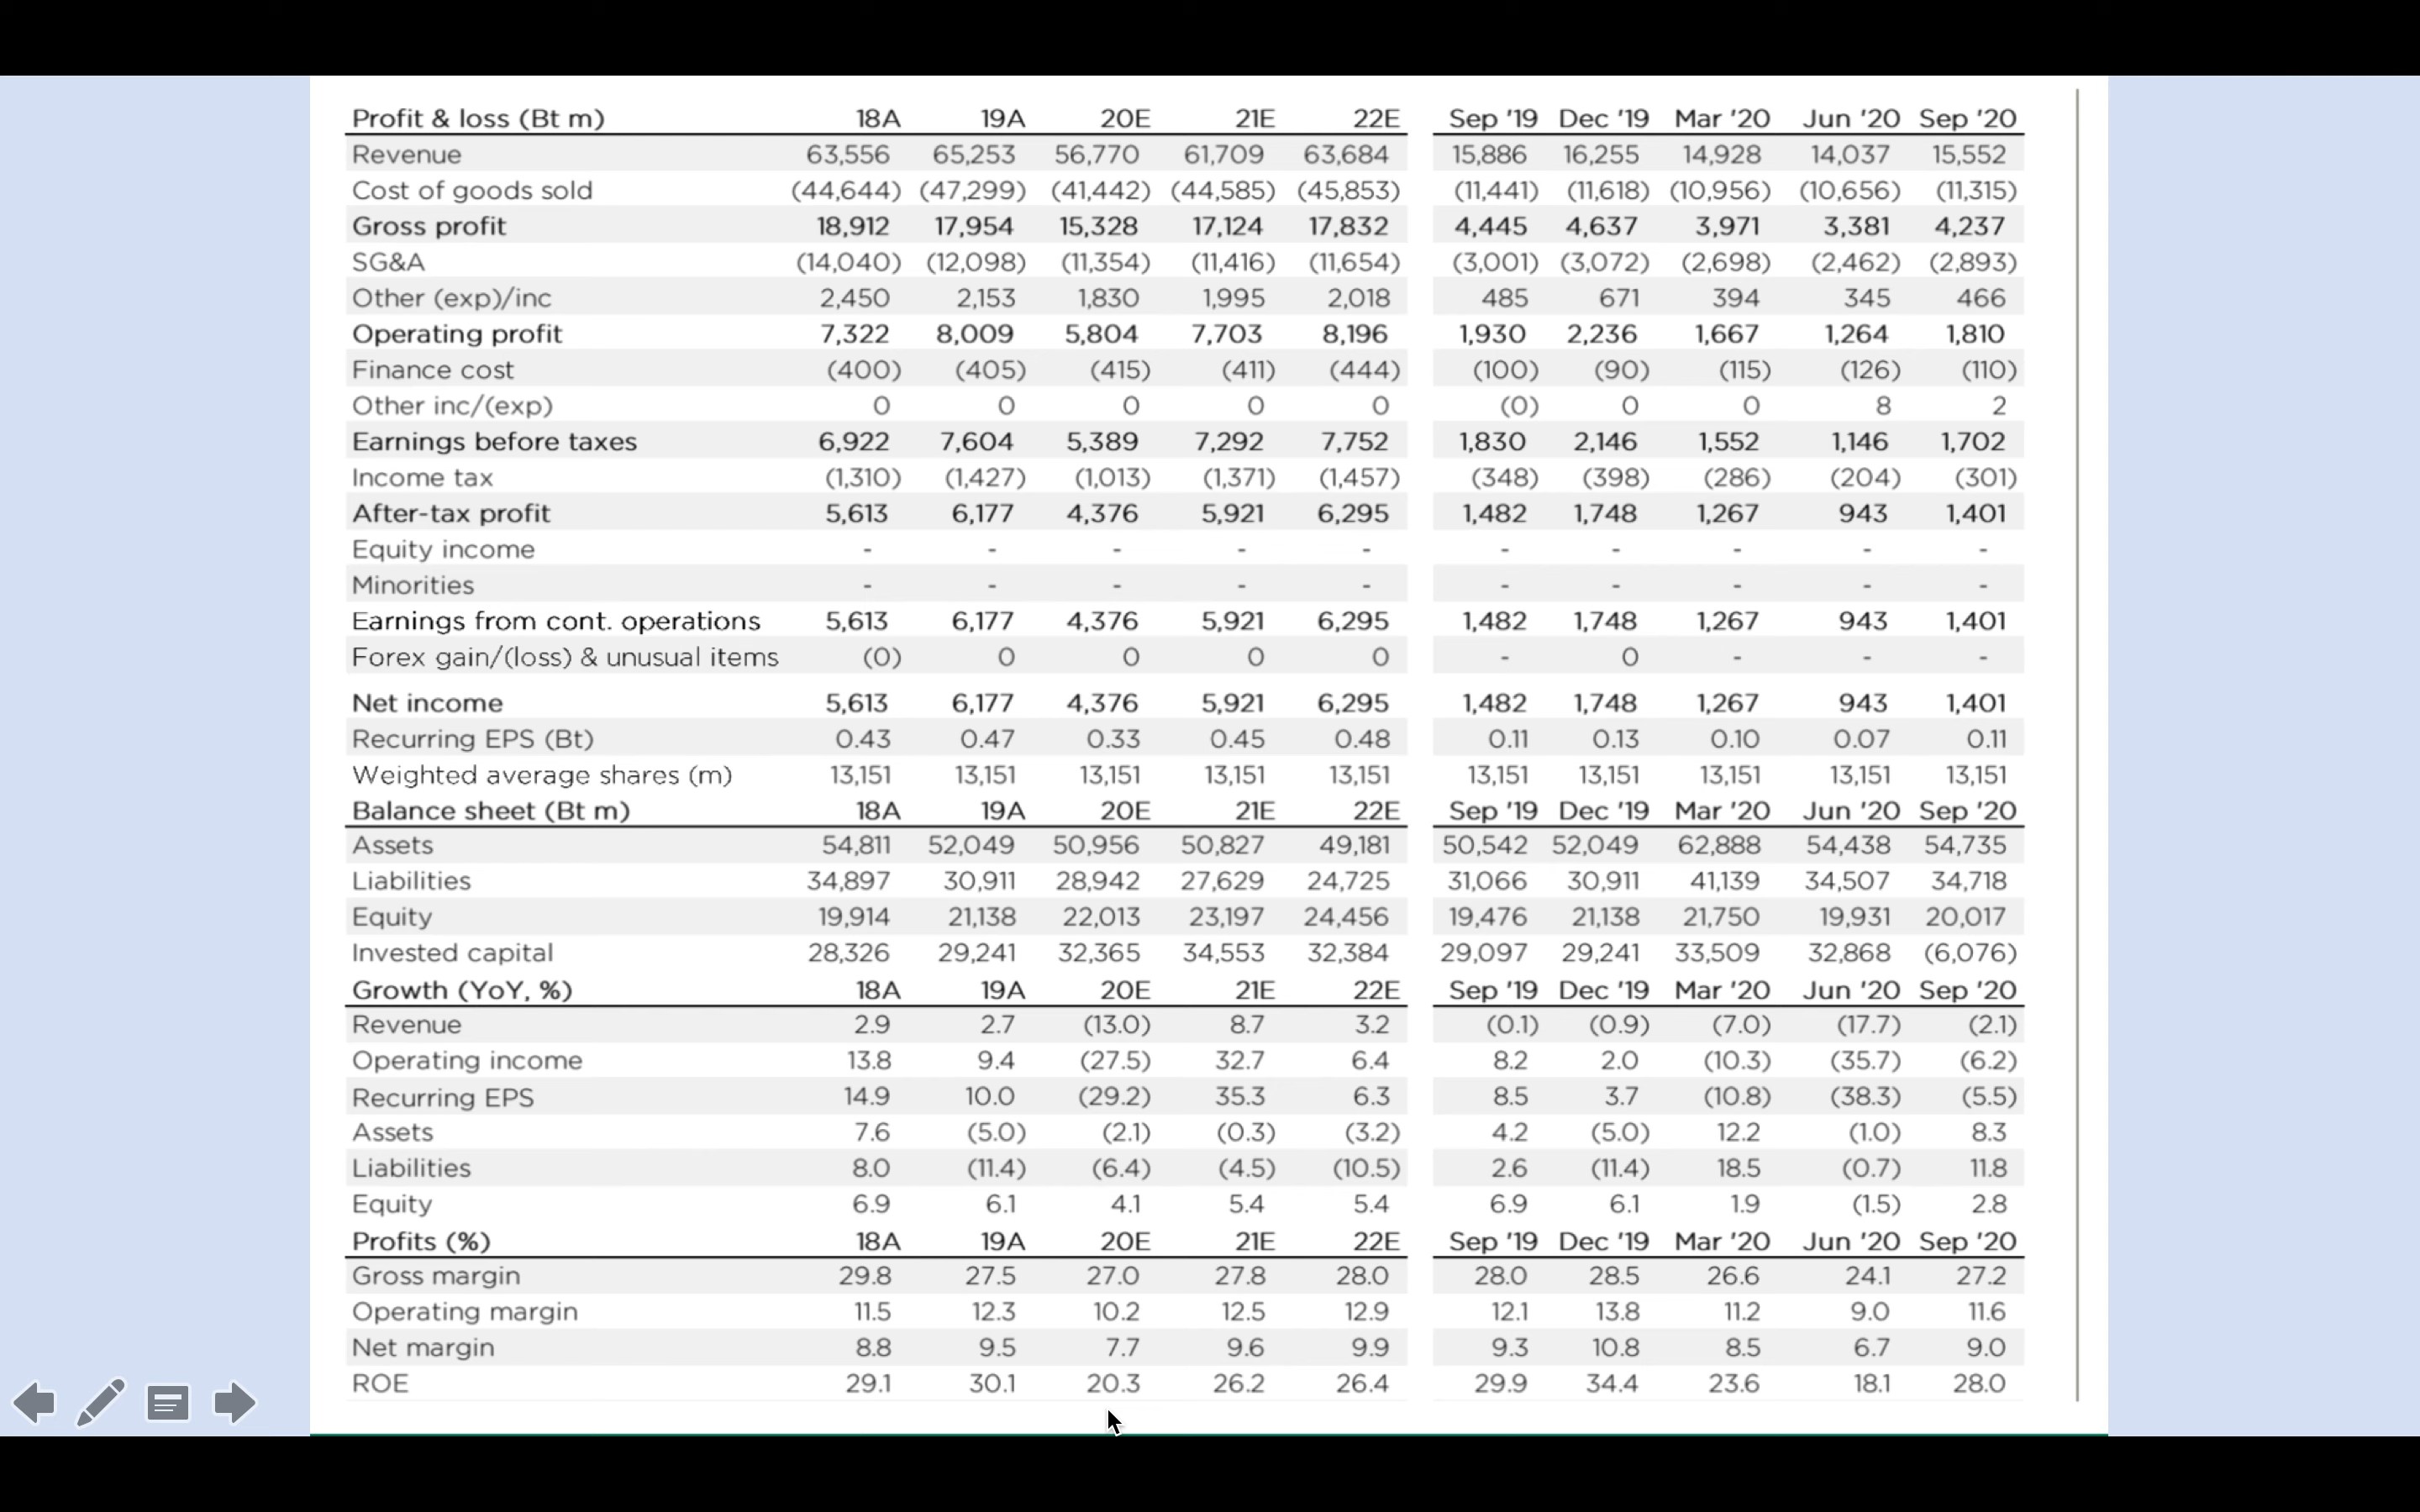 Profit & loss (Bt m) 18A 19A 20E 21E 22E Sep '19 Dec '19 Mar '20 Jun '20 Sep '20
Revenue 63,556 65,253 56,770 61,709 63,684 15,886 16,255 14,928 14,037 15,552
Cost of goods sold (44,644) (47,299) (41,442) (44,585) (45,853) (11,441) (11,618) (10,956) (10,656) (11,315)
Gross profit 18,912 17,954 15,328 17,124 17,832 4,445 4,637 3,971 3,381 4,237
SG&A (14,040) (12,098) (11,354) (11,416) (11,654) (3,001) (3,072) (2,698) (2,462) (2,893)
Other (exp)/inc 2,450 2,153 1,830 1,995 2,018 485 671 394 345 466
Operating profit 7,322 8,009 5,804 7,703 8,196 1,930 2,236 1,667 1,264 1,810
Finance cost (400) (405) (415) (411) (444) (100) (90) (115) (126) (110)
Other inc/(exp) 0 0 0 0 0 (0) 0 0 8 2
Earnings before taxes 6,922 7,604 5,389 7,292 7,752 1,830 2,146 1,552 1,146 1,702
Income tax (1,310) (1,427) (1,013) (1,371) (1,457) (348) (398) (286) (204) (301)
After-tax profit 5,613 6,177 4,376 5,921 6,295 1,482 1,748 1,267 943 1,401
Equity income - - - - - - - - - -
Minorities - - - - - - - - - -
Earnings from cont. operations 5,613 6,177 4,376 5,921 6,295 1,482 1,748 1,267 943 1,401
Forex gain/(loss) & unusual items (0) 0 0 0 0 - 0 - - -
Net income 5,613 6,177 4,376 5,921 6,295 1,482 1,748 1,267 943 1,401
Recurring EPS (Bt) 0.43 0.47 0.33 0.45 0.48 0.11 0.13 0.10 0.07 0.11
Weighted average shares (m) 13,151 13,151 13,151 13,151 13,151 13,151 13,151 13,151 13,151 13,151
Balance sheet (Bt m) 18A 19A 20E 21E 22E Sep '19 Dec '19 Mar '20 Jun '20 Sep '20
Assets 54,811 52,049 50,956 50,827 49,181 50,542 52,049 62,888 54,438 54,735
Liabilities 34,897 30,911 28,942 27,629 24,725 31,066 30,911 41,139 34,507 34,718
Equity 19,914 21,138 22,013 23,197 24,456 19,476 21,138 21,750 19,931 20,017
Invested capital 28,326 29,241 32,365 34,553 32,384 29,097 29,241 33,509 32,868 (6,076)
Growth (YoY, %) 18A 19A 20E 21E 22E Sep '19 Dec '19 Mar '20 Jun '20 Sep '20
Revenue 2.9 2.7 (13.0) 8.7 3.2 (0.1) (0.9) (7.0) (17.7) (2.1)
Operating income 13.8 9.4 (27.5) 32.7 6.4 8.2 2.0 (10.3) (35.7) (6.2)
Recurring EPS 14.9 10.0 (29.2) 35.3 6.3 8.5 3.7 (10.8) (38.3) (5.5)
Assets 7.6 (5.0) (2.1) (0.3) (3.2) 4.2 (5.0) 12.2 (1.0) 8.3
Liabilities 8.0 (11.4) (6.4) (4.5) (10.5) 2.6 (11.4) 18.5 (0.7) 11.8
Equity 6.9 6.1 4.1 5.4 5.4 6.9 6.1 1.9 (1.5) 2.8
Profits (%) 18A 19A 20E 21E 22E Sep '19 Dec '19 Mar '20 Jun '20 Sep '20
Gross margin 29.8 27.5 27.0 27.8 28.0 28.0 28.5 26.6 24.1 27.2
Operating margin 11.5 12.3 10.2 12.5 12.9 12.1 13.8 11.2 9.0 11.6
Net margin 8.8 9.5 7.7 9.6 9.9 9.3 10.8 8.5 6.7 9.0
ROE 29.1 30.1 20.3 26.2 26.4 29.9 34.4 23.6 18.1 28.0